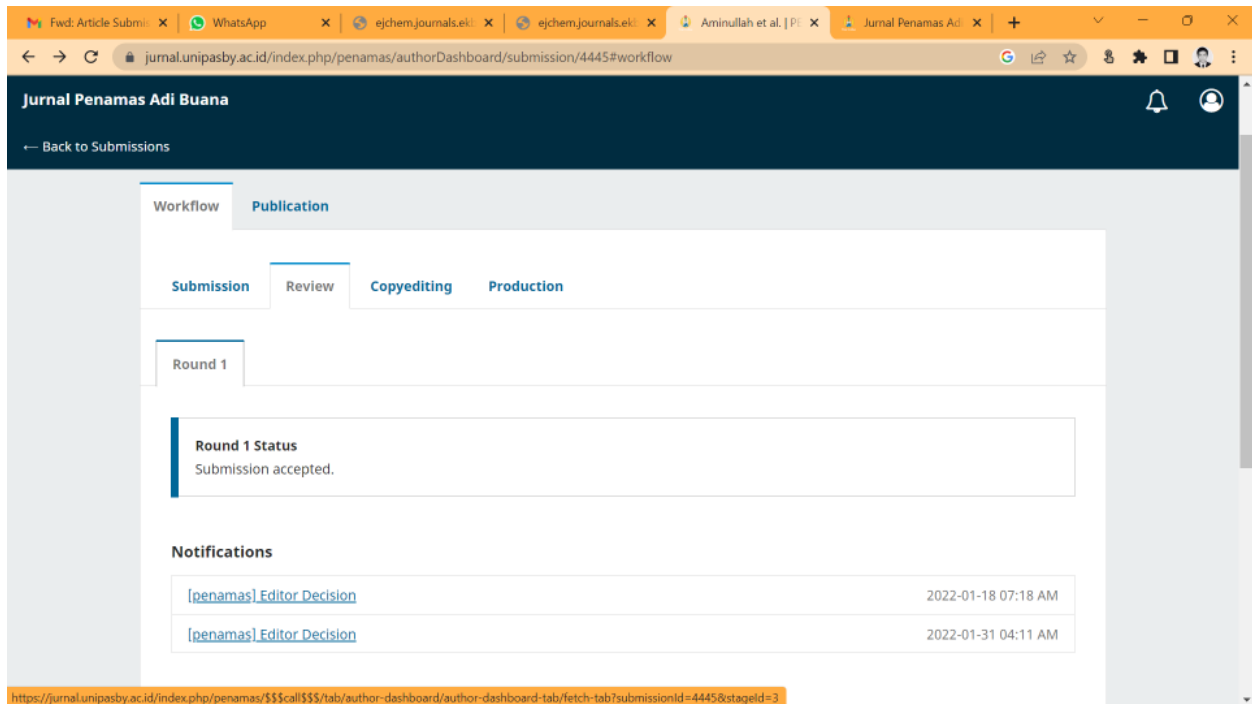 Fwd: Article Submis
WhatsApp
ejchem.journals.ekb
ejchem.journals.ekb
Aminullah et al. | PE
Jurnal Penamas Adi
jurnal.unipasby.ac.id/index.php/penamas/authorDashboard/submission/4445#workflow
Jurnal Penamas Adi Buana
← Back to Submissions
Workflow Publication
Submission Review Copyediting Production
Round 1
Round 1 Status
Submission accepted.
Notifications
[penamas] Editor Decision 2022-01-18 07:18 AM
[penamas] Editor Decision 2022-01-31 04:11 AM
https://jurnal.unipasby.ac.id/index.php/penamas/$$$call$$$/tab/author-dashboard/author-dashboard-tab/fetch-tab?submissionId=4445&stageId=3